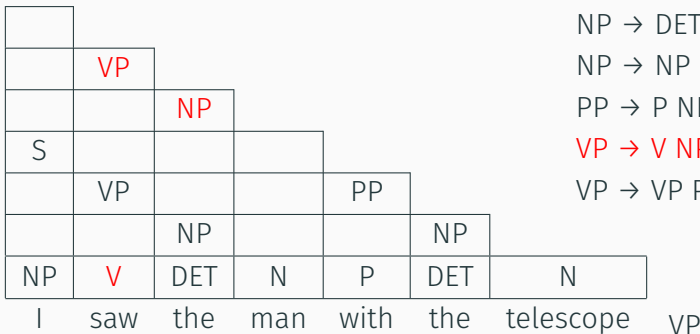 NP → DET
VP
NP → NP
NP
PP → P N
S
VP → V N
VP PP
VP → VP
NP NP
NP V DET N P DET N
I saw the man with the telescope
VP